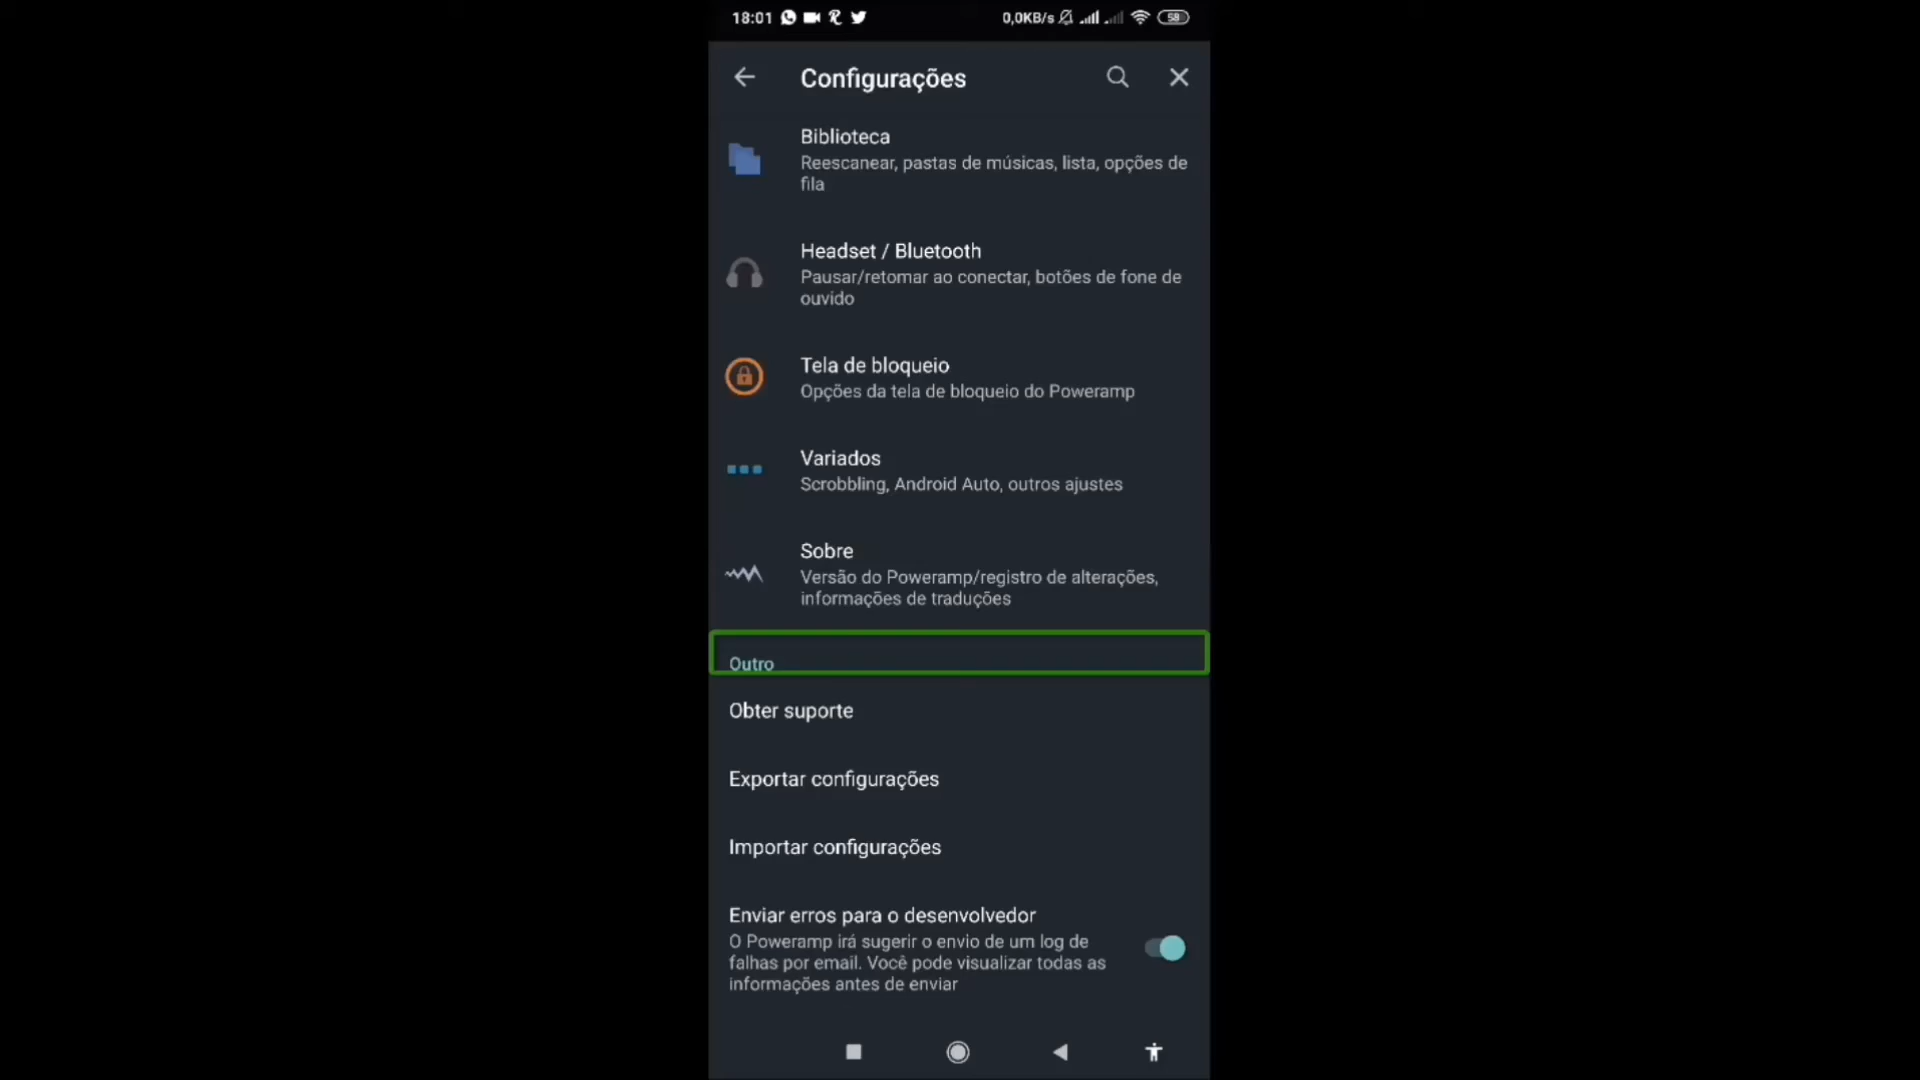 18:01
0,0KB/s
58
Configurações
Biblioteca
Reescanear, pastas de músicas, lista, opções de
fila
Headset / Bluetooth
Pausar/retomar ao conectar, botões de fone de
ouvido
Tela de bloqueio
Opções da tela de bloqueio do Poweramp
Variados
Scrobbling, Android Auto, outros ajustes
Sobre
Versão do Poweramp/registro de alterações,
informações de traduções
Outro
Obter suporte
Exportar configurações
Importar configurações
Enviar erros para o desenvolvedor
O Poweramp irá sugerir o envio de um log de
falhas por email. Você pode visualizar todas as
informações antes de enviar